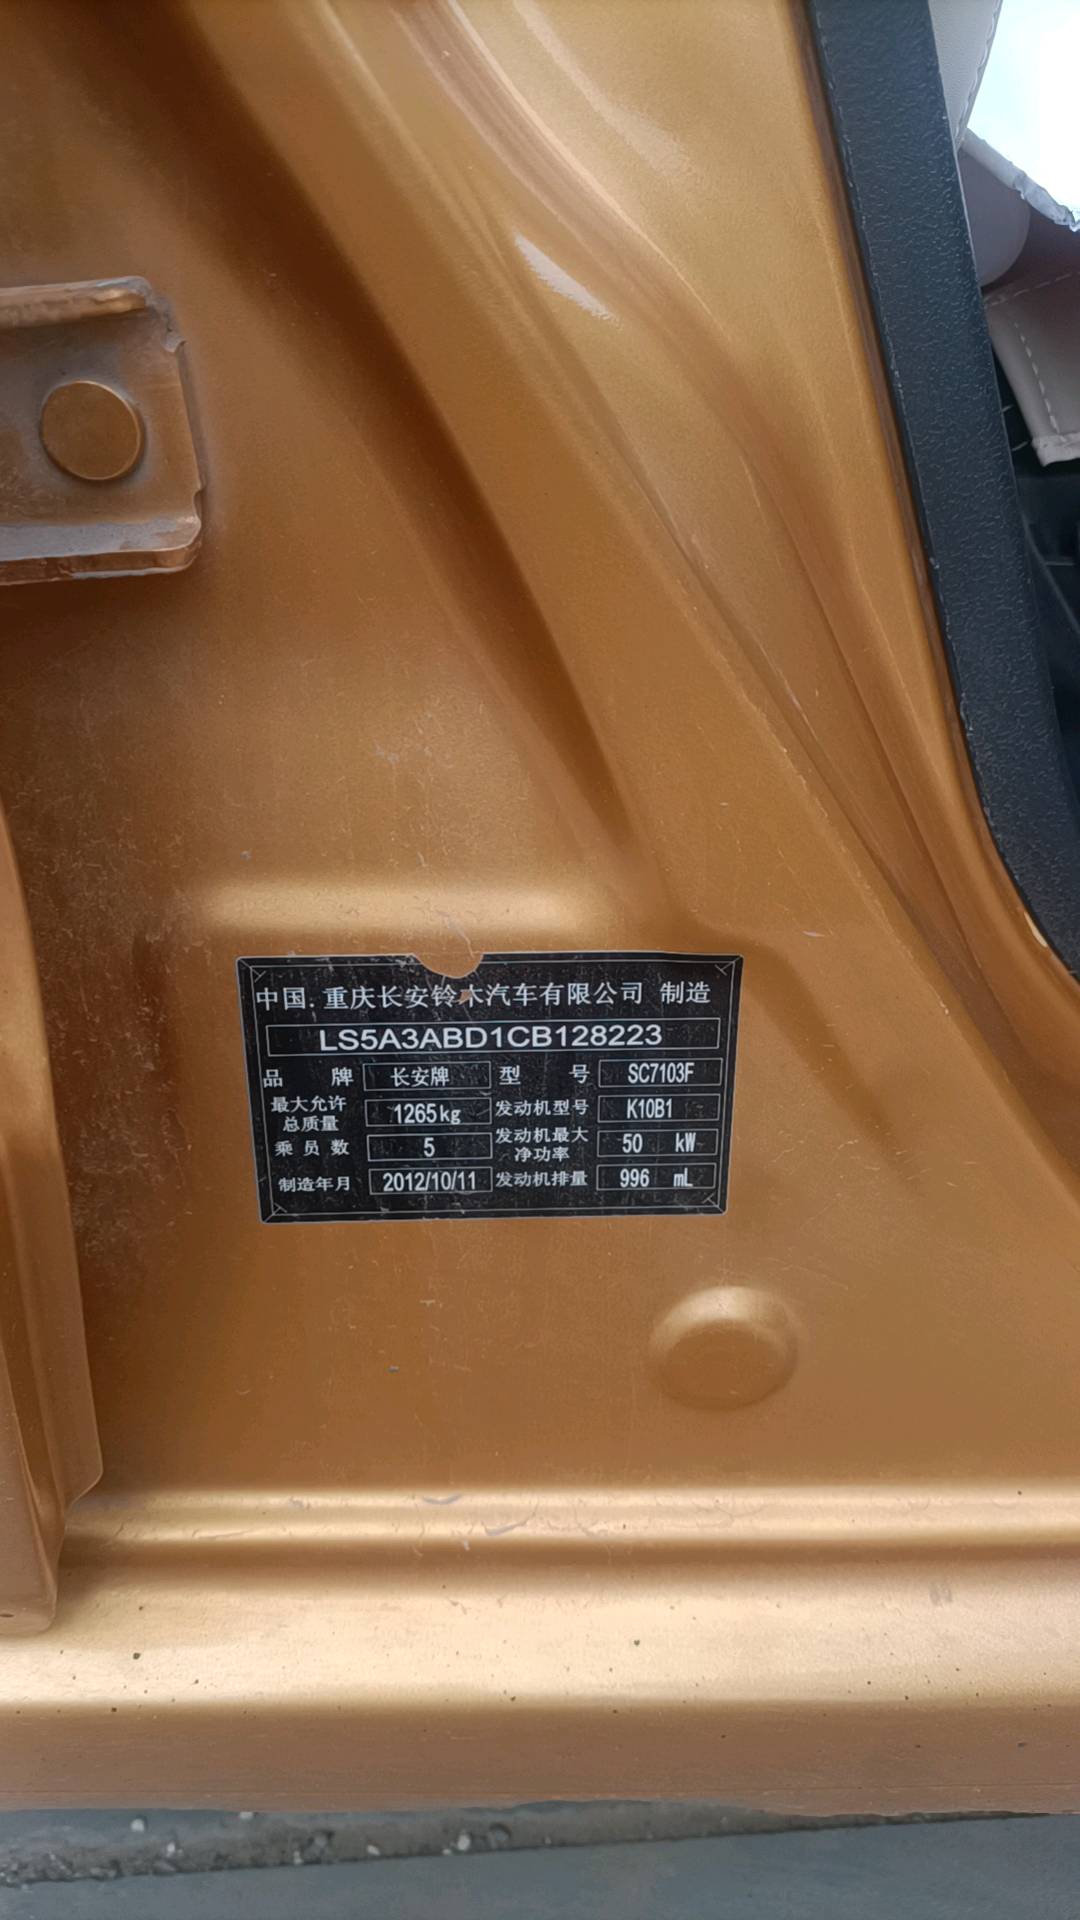 中国.重庆长安铃木汽车有限公司 制造
LS5A3ABD1CB128223
品 牌 长安牌 型 号 SC7103F
最大允许总质量 1265kg 发动机型号 K10B1
乘员数 5 发动机最大净功率 50 kW
制造年月 2012/10/11 发动机排量 996 mL